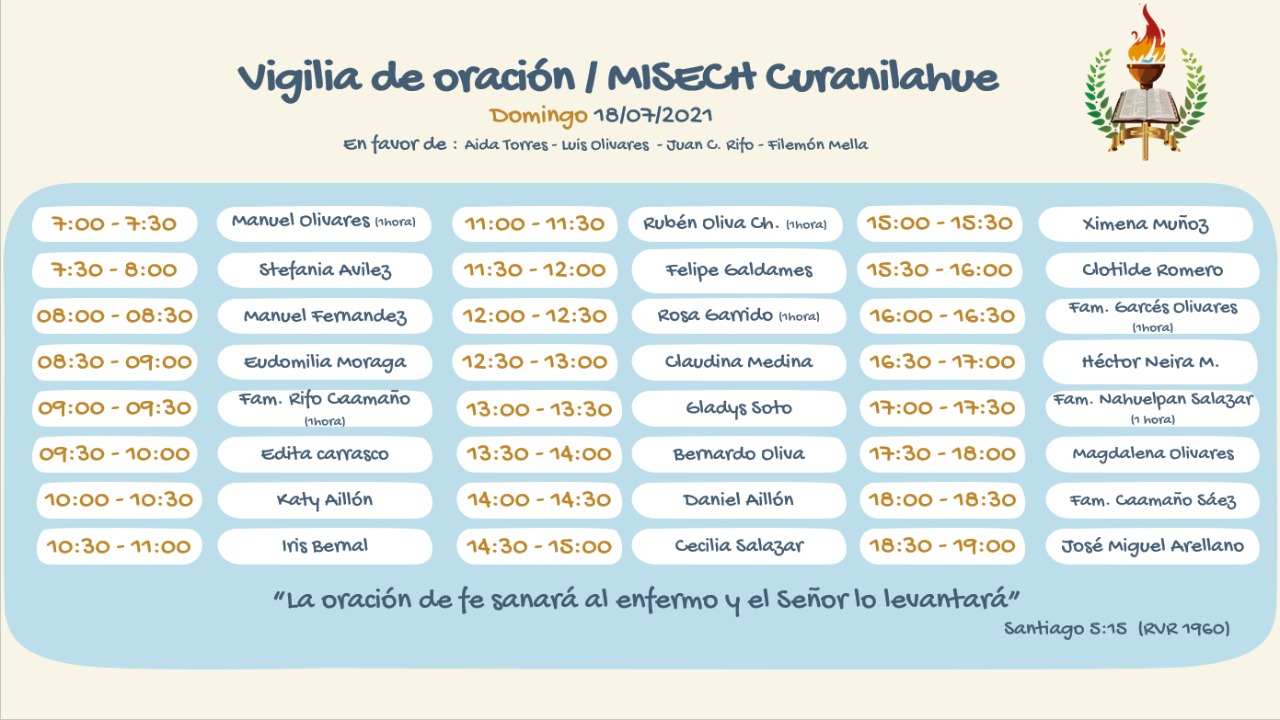 Vigilia de oración / MISECH Curanilahue
Domingo 18/07/2021
En favor de : Aida Torres - Luis Olivares - Juan C. Rifo - Filemón Mella
7:00 - 7:30 Manuel Olivares (1hora)
7:30 - 8:00 Stefania Avilez
08:00 - 08:30 Manuel Fernandez
08:30 - 09:00 Eudomilia Moraga
09:00 - 09:30 Fam. Rifo Caamaño
(1hora)
09:30 - 10:00 Edita carrasco
10:00 - 10:30 Katy Aillón
10:30 - 11:00 Iris Bernal
11:00 - 11:30 Rubén Oliva Ch. (1hora)
11:30 - 12:00 Felipe Galdames
12:00 - 12:30 Rosa Garrido (1hora)
12:30 - 13:00 Claudina Medina
13:00 - 13:30 Gladys Soto
13:30 - 14:00 Bernardo Oliva
14:00 - 14:30 Daniel Aillón
14:30 - 15:00 Cecilia Salazar
15:00 - 15:30 Ximena Muñoz
15:30 - 16:00 Clotilde Romero
16:00 - 16:30 Fam. Garcés Olivares
(1hora)
16:30 - 17:00 Héctor Neira M.
17:00 - 17:30 Fam. Nahuelpan Salazar
(1 hora)
17:30 - 18:00 Magdalena Olivares
18:00 - 18:30 Fam. Caamaño Sáez
18:30 - 19:00 José Miguel Arellano
"La oración de fe sanará al enfermo y el Señor lo levantará"
Santiago 5:15 (RVR 1960)